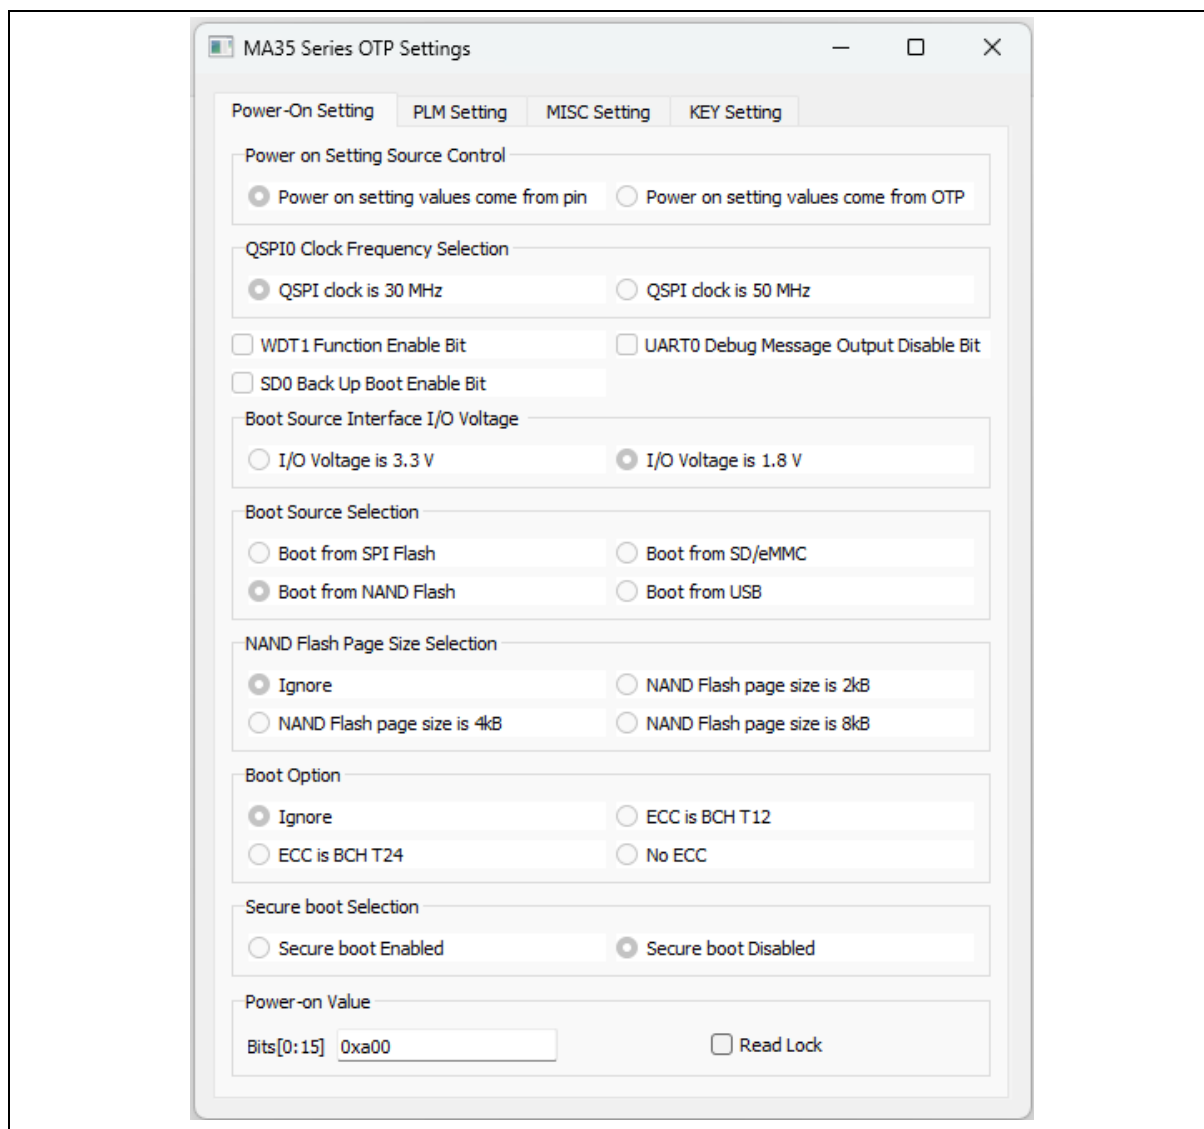 MA35 Series OTP Settings
Power-On Setting PLM Setting MISC Setting KEY Setting
Power on Setting Source Control
Power on setting values come from pin Power on setting values come from OTP
QSPI0 Clock Frequency Selection
QSPI clock is 30 MHz QSPI clock is 50 MHz
WDT1 Function Enable Bit UART0 Debug Message Output Disable Bit
SD0 Back Up Boot Enable Bit
Boot Source Interface I/O Voltage
I/O Voltage is 3.3 V I/O Voltage is 1.8 V
Boot Source Selection
Boot from SPI Flash Boot from SD/eMMC
Boot from NAND Flash Boot from USB
NAND Flash Page Size Selection
Ignore NAND Flash page size is 2kB
NAND Flash page size is 4kB NAND Flash page size is 8kB
Boot Option
Ignore ECC is BCH T12
ECC is BCH T24 No ECC
Secure boot Selection
Secure boot Enabled Secure boot Disabled
Power-on Value
Bits[0:15] 0xa00 Read Lock